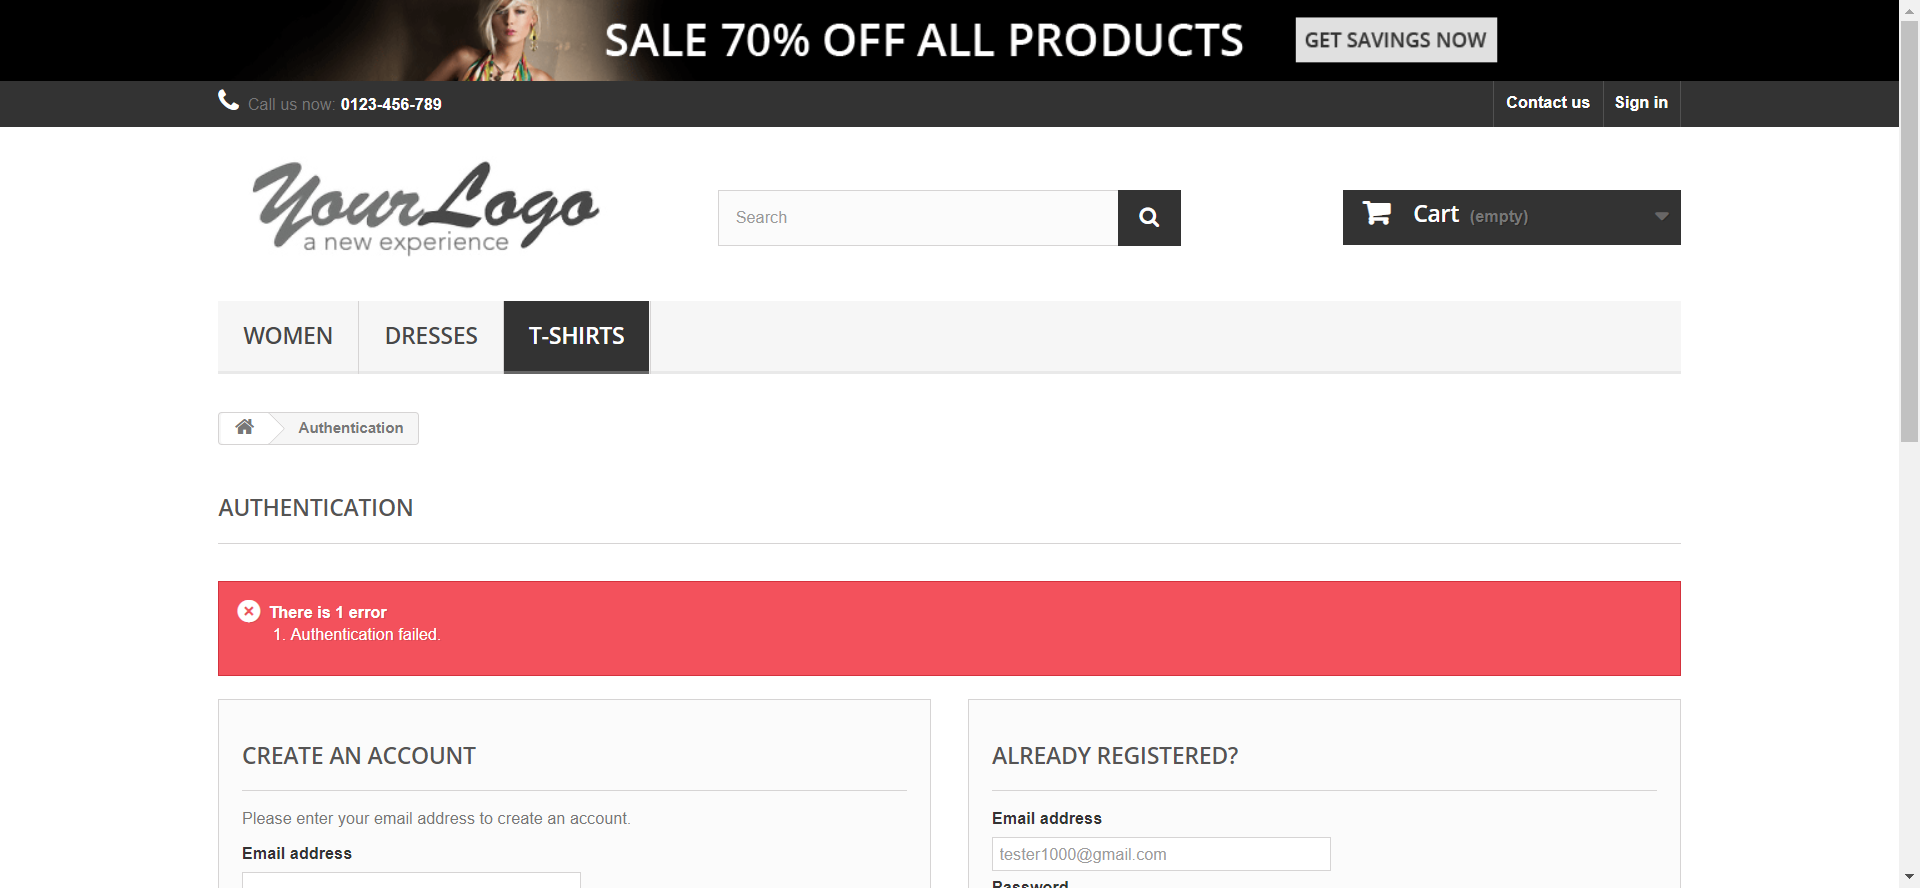 SALE 70% OFF ALL PRODUCTS GET SAVINGS NOW
Call us now: 0123-456-789 Contact us Sign in
YourLogo
a new experience
Search
Cart (empty)
WOMEN DRESSES T-SHIRTS
Authentication
AUTHENTICATION
There is 1 error
1. Authentication failed.
CREATE AN ACCOUNT
Please enter your email address to create an account.
Email address
ALREADY REGISTERED?
Email address
tester1000@gmail.com
Password